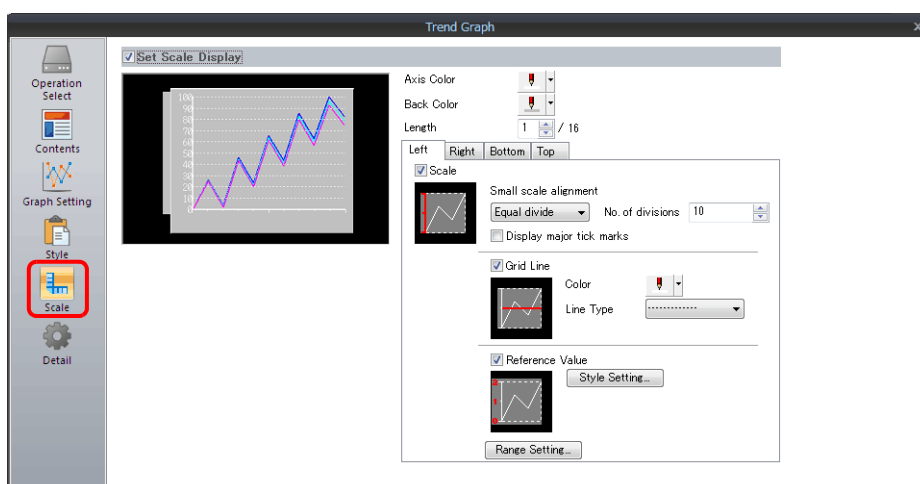 Trend Graph
Operation
Select
Contents
Graph Setting
Style
Scale
Detail
Set Scale Display
100
90
80
70
60
50
40
30
20
10
0
Axis Color
Back Color
Length 1 / 16
Left Right Bottom Top
Scale
Small scale alignment
Equal divide No. of divisions 10
Display major tick marks
Grid Line
Color
Line Type
Reference Value
Style Setting...
2
1
0
Range Setting...